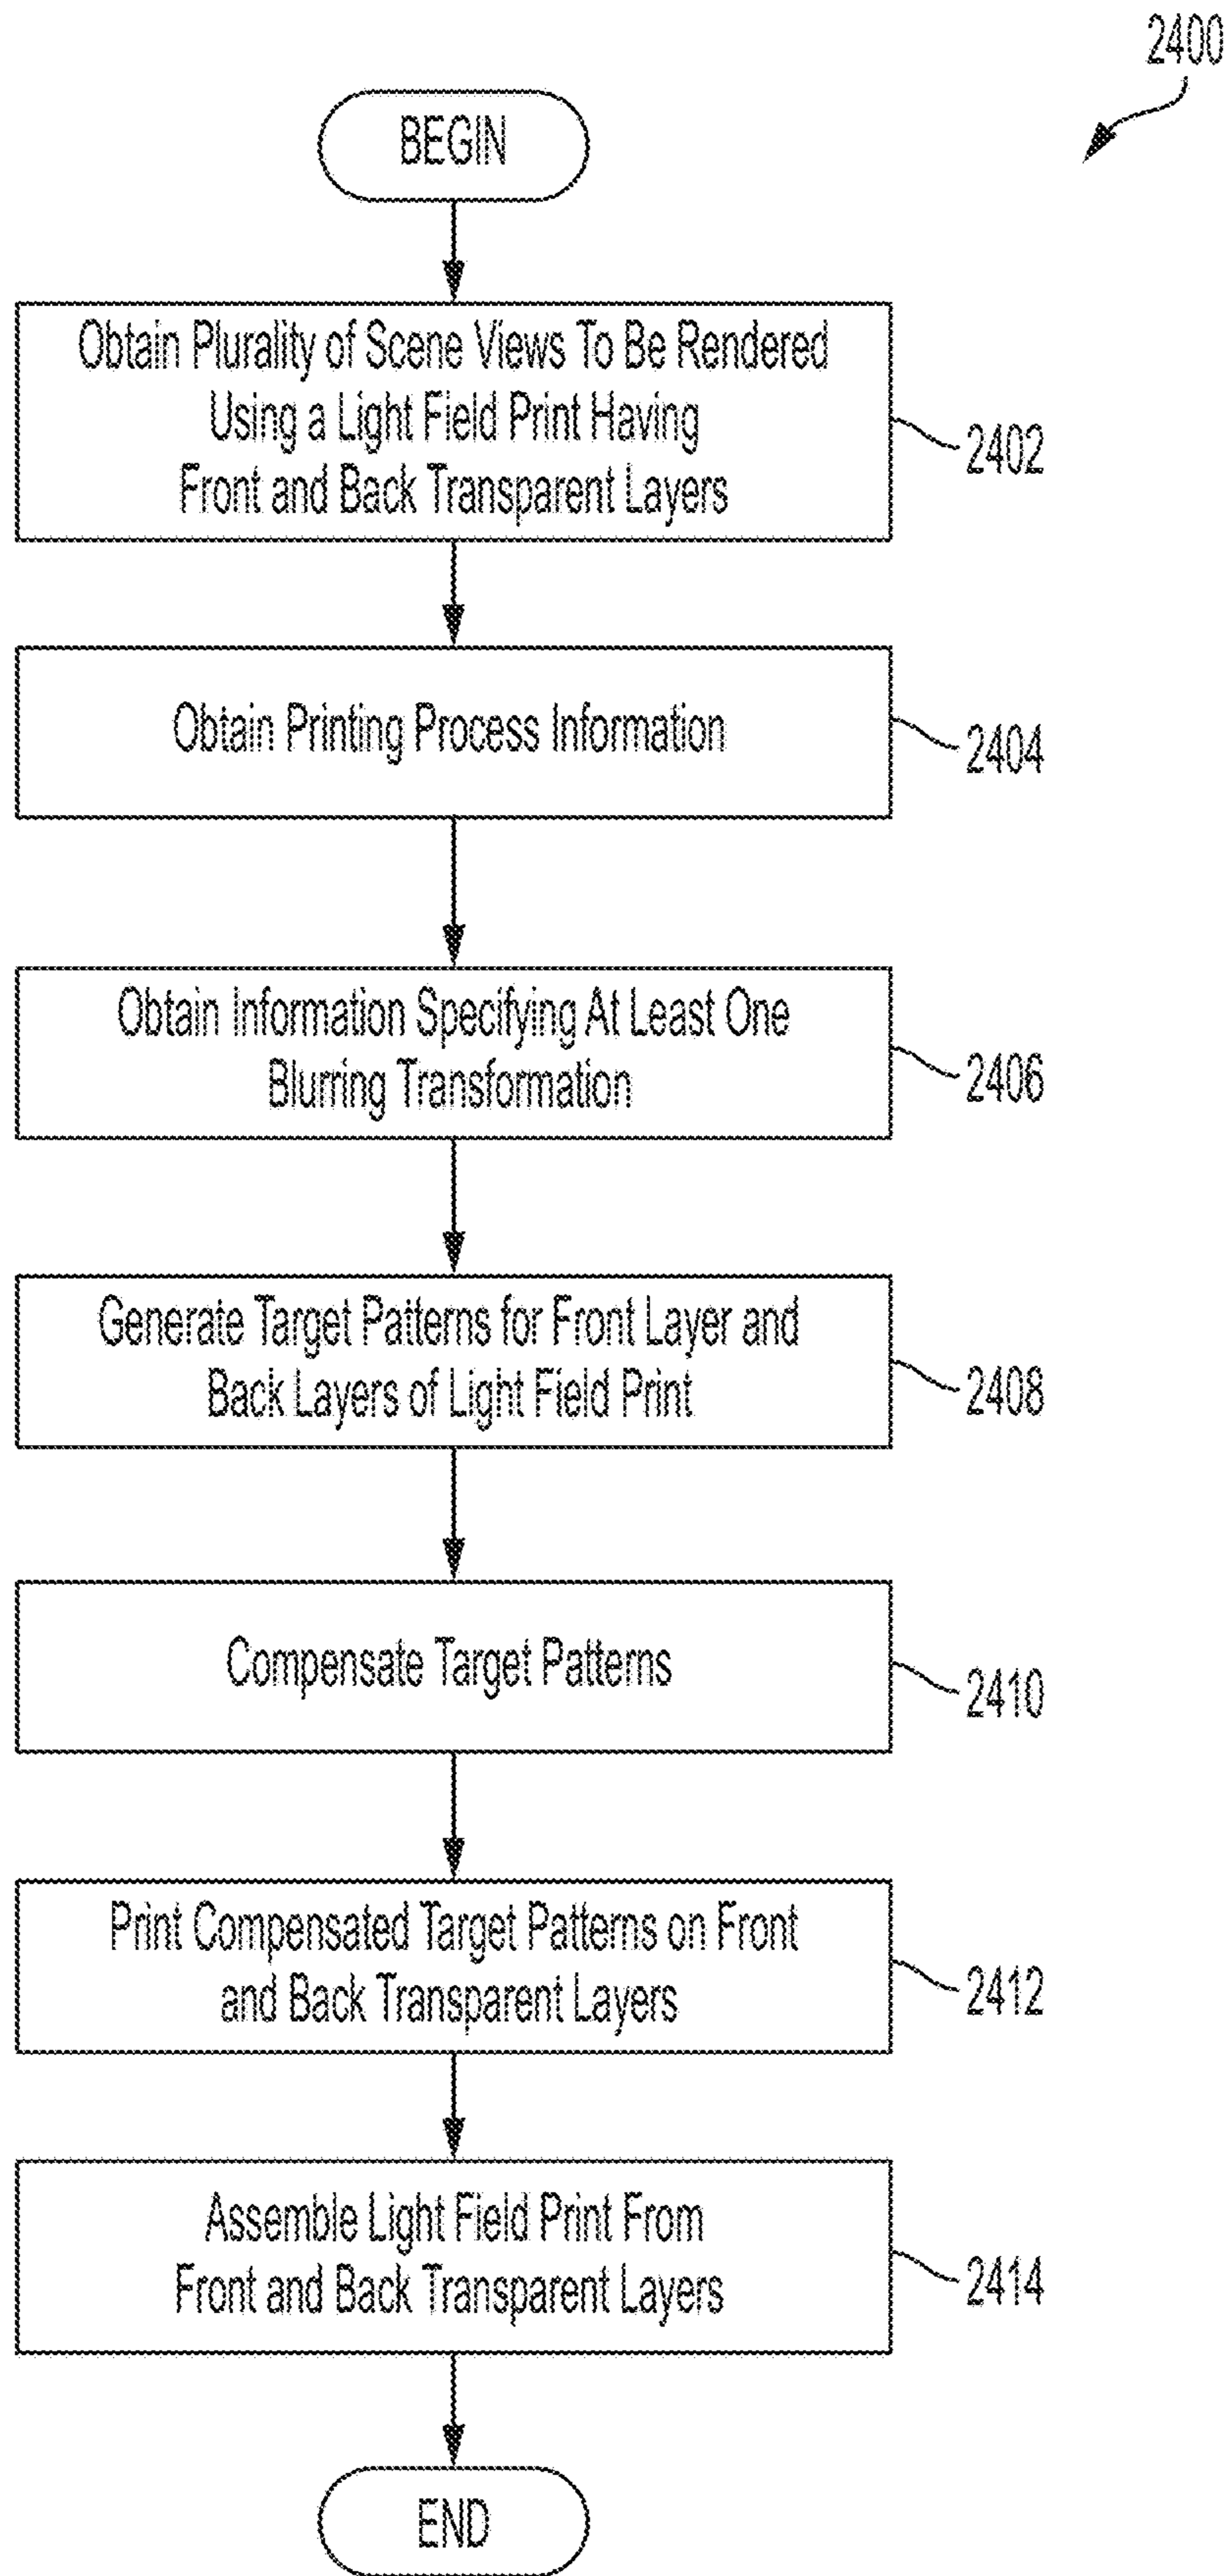 2400
BEGIN
Obtain Plurality of Scene Views To Be Rendered
Using a Light Field Print Having
Front and Back Transparent Layers
2402
Obtain Printing Process Information
2404
Obtain Information Specifying At Least One
Blurring Transformation
2406
Generate Target Patterns for Front Layer and
Back Layers of Light Field Print
2408
Compensate Target Patterns
2410
Print Compensated Target Patterns on Front
and Back Transparent Layers
2412
Assemble Light Field Print From
Front and Back Transparent Layers
2414
END